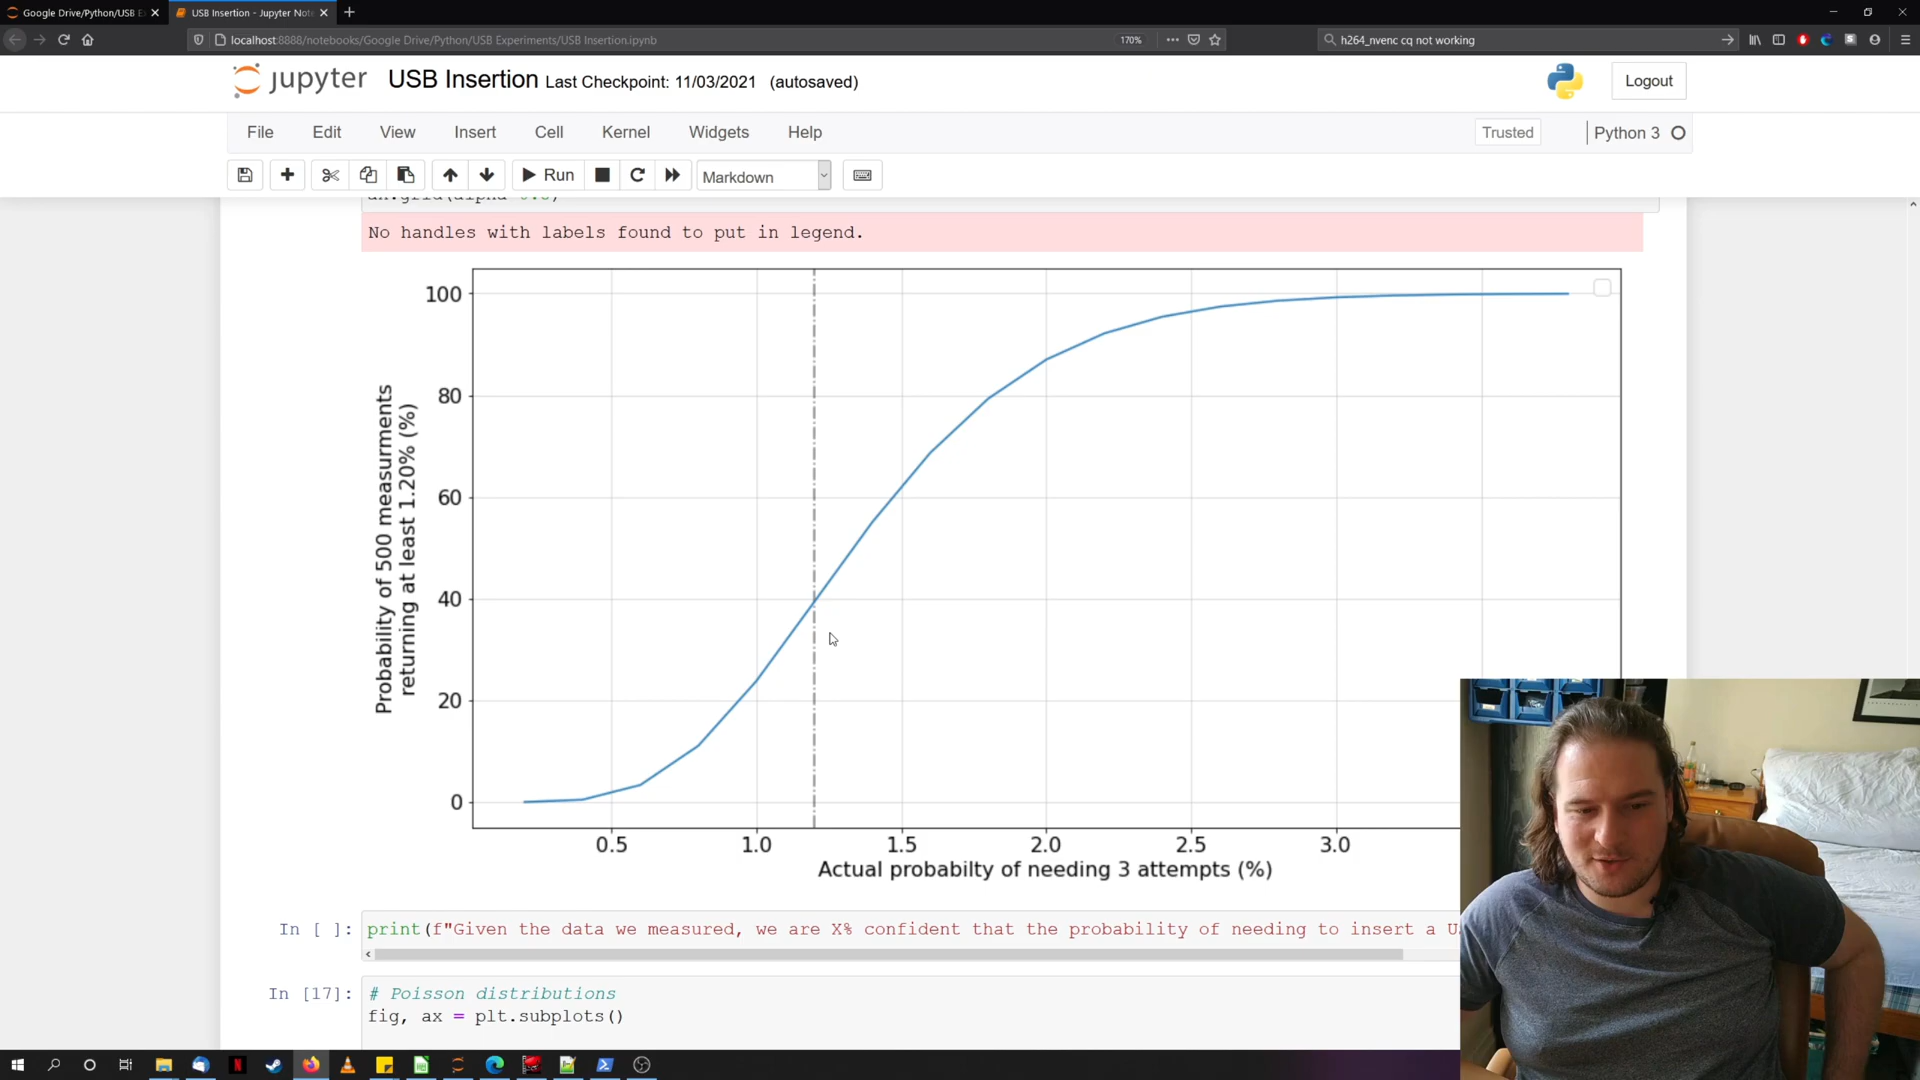 Google Drive/Python/USB E
USB Insertion - Jupyter Not
localhost:8888/notebooks/Google Drive/Python/USB Experiments/USB Insertion.ipynb
170%
h264_nvenc cq not working
jupyter
USB Insertion Last Checkpoint: 11/03/2021 (autosaved)
Logout
File Edit View Insert Cell Kernel Widgets Help
Trusted
Python 3
Run
Markdown
No handles with labels found to put in legend.
100
80
60
40
20
0
Probability of 500 measurments
returning at least 1.20% (%)
0.5 1.0 1.5 2.0 2.5 3.0
Actual probabilty of needing 3 attempts (%)
In [ ]: print(f"Given the data we measured, we are X% confident that the probability of needing to insert a U
In [17]: # Poisson distributions
fig, ax = plt.subplots()